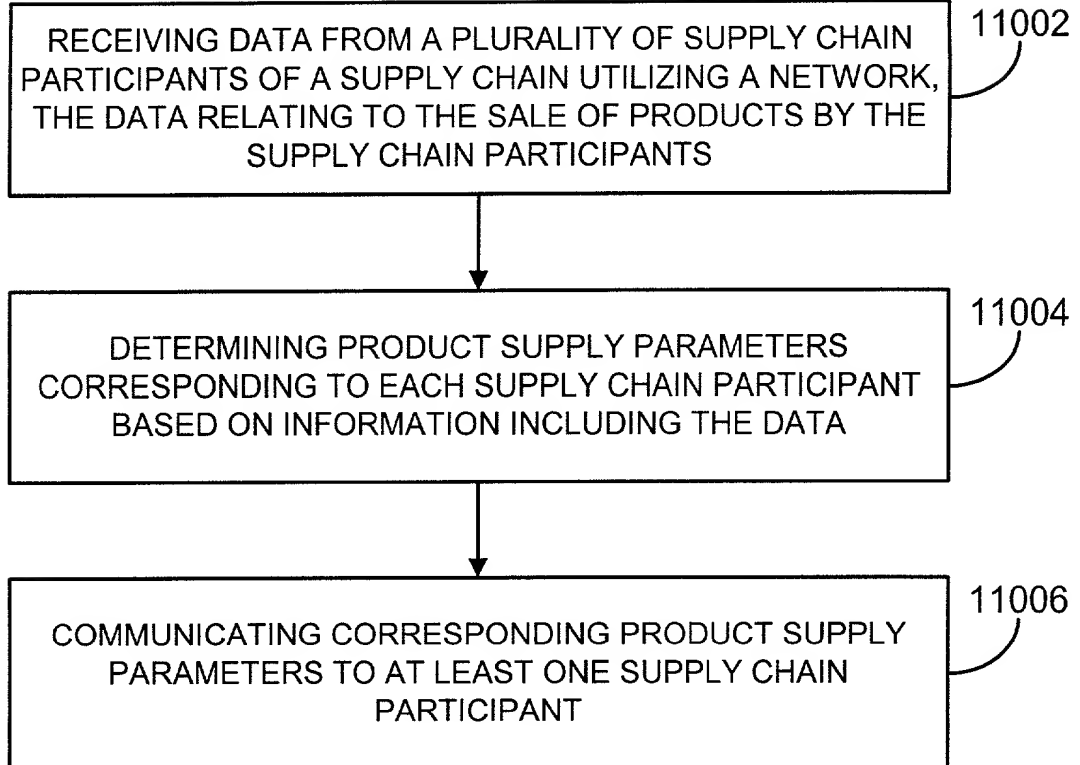 11002
RECEIVING DATA FROM A PLURALITY OF SUPPLY CHAIN
PARTICIPANTS OF A SUPPLY CHAIN UTILIZING A NETWORK,
THE DATA RELATING TO THE SALE OF PRODUCTS BY THE
SUPPLY CHAIN PARTICIPANTS
11004
DETERMINING PRODUCT SUPPLY PARAMETERS
CORRESPONDING TO EACH SUPPLY CHAIN PARTICIPANT
BASED ON INFORMATION INCLUDING THE DATA
11006
COMMUNICATING CORRESPONDING PRODUCT SUPPLY
PARAMETERS TO AT LEAST ONE SUPPLY CHAIN
PARTICIPANT